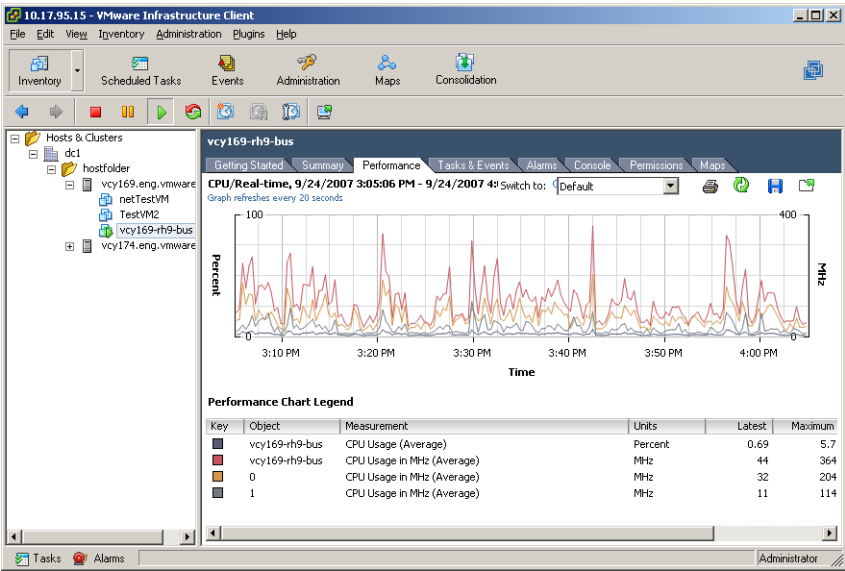 10.17.95.15 - VMware Infrastructure Client
File Edit View Inventory Administration Plugins Help
Inventory Scheduled Tasks Events Administration Maps Consolidation
Hosts & Clusters
dc1
hostfolder
vcy169.eng.vmware
netTestVM
TestVM2
vcy169-rh9-bus
vcy174.eng.vmware
vcy169-rh9-bus
Getting Started Summary Performance Tasks & Events Alarms Console Permissions Maps
CPU/Real-time, 9/24/2007 3:05:06 PM - 9/24/2007 4: Switch to: Default
Graph refreshes every 20 seconds
100 400
Percent MHz
0 0
3:10 PM 3:20 PM 3:30 PM 3:40 PM 3:50 PM 4:00 PM
Time
Performance Chart Legend
Key Object Measurement Units Latest Maximum
vcy169-rh9-bus CPU Usage (Average) Percent 0.69 5.7
vcy169-rh9-bus CPU Usage in MHz (Average) MHz 44 364
0 CPU Usage in MHz (Average) MHz 32 204
1 CPU Usage in MHz (Average) MHz 11 114
Tasks Alarms Administrator